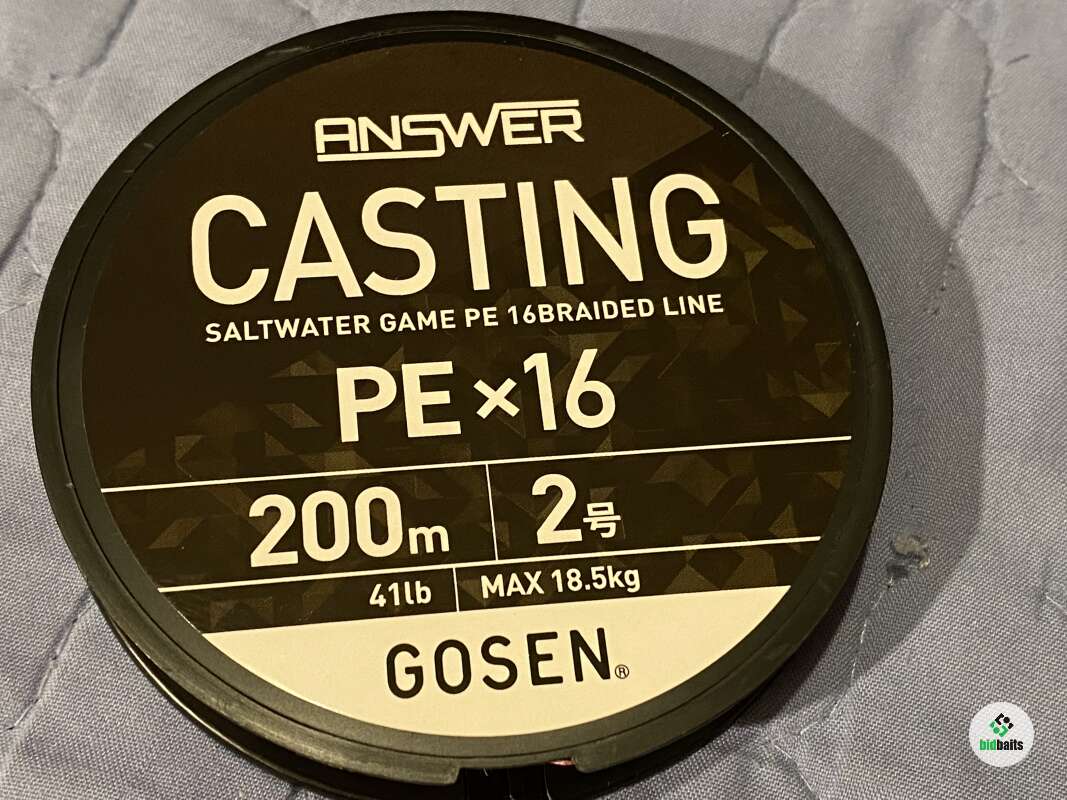 ANSWER
CASTING
SALTWATER GAME PE 16BRAIDED LINE
PE×16
200m 2号
41lb MAX 18.5kg
GOSEN®
bidbaits